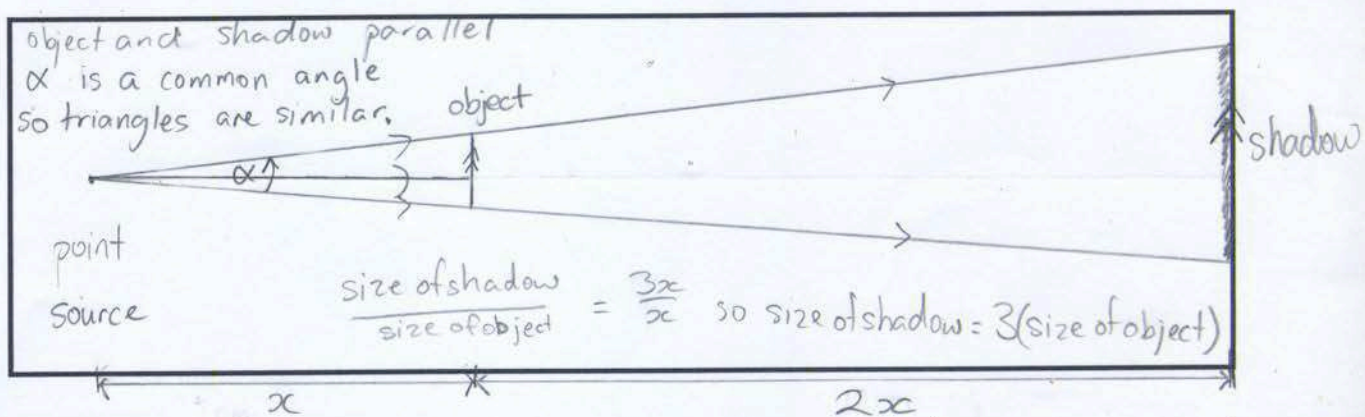 object and shadow parallel
α is a common angle
so triangles are similar.
object
α
shadow
point
source
size of shadow / size of object = 3x/x so size of shadow = 3(size of object)
x
2x